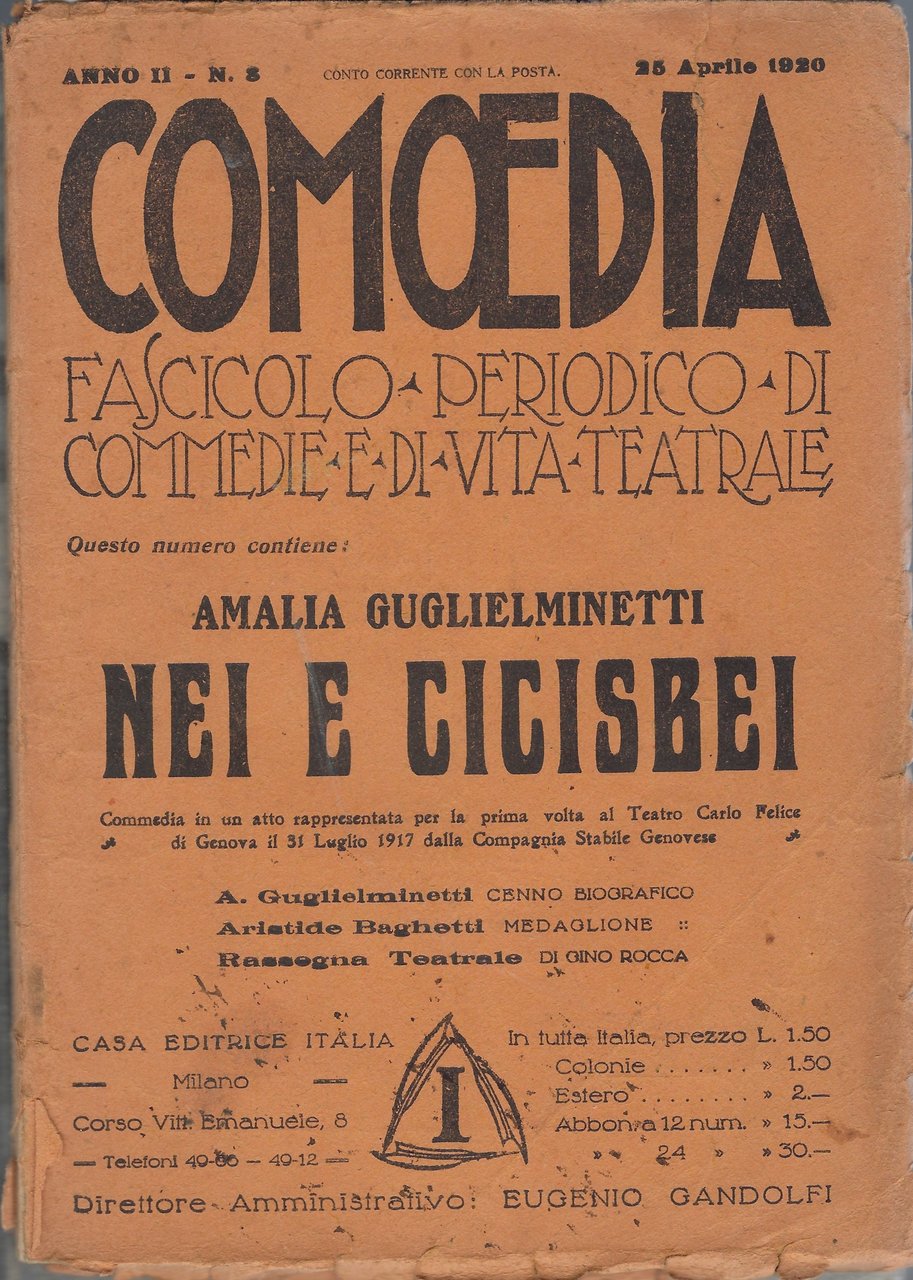 ANNO II - N. 8 CONTO CORRENTE CON LA POSTA. 25 Aprile 1920
COMŒDIA
FASCICOLO PERIODICO DI
COMMEDIE E DI VITA TEATRALE
Questo numero contiene:
AMALIA GUGLIELMINETTI
NEI E CICISBEI
Commedia in un atto rappresentata per la prima volta al Teatro Carlo Felice
di Genova il 31 Luglio 1917 dalla Compagnia Stabile Genovese
A. Guglielminetti CENNO BIOGRAFICO
Aristide Baghetti MEDAGLIONE ::
Rassegna Teatrale DI GINO ROCCA
CASA EDITRICE ITALIA
— Milano —
Corso Vitt. Emanuele, 8
— Telefoni 49-60 — 49-12 —
I
In tutta Italia, prezzo L. 1.50
Colonie ....... » 1.50
Estero ........ » 2.—
Abbon. a 12 num. » 15.—
» » 24 » » 30.—
Direttore Amministrativo: EUGENIO GANDOLFI